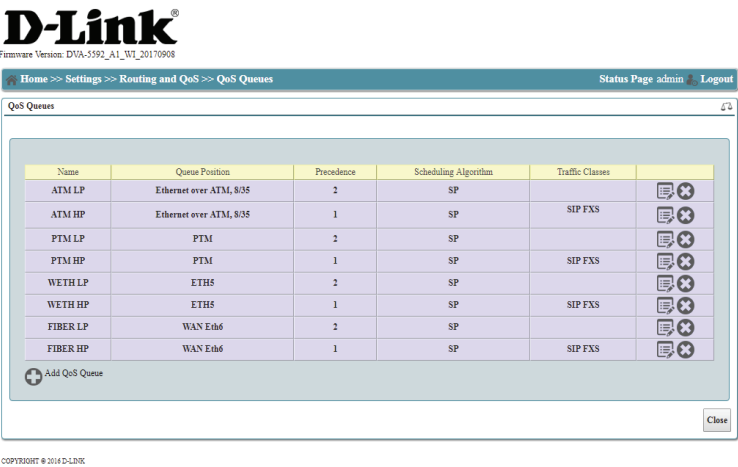 D-Link®
Firmware Version: DVA-5592_A1_WI_20170908
Home >> Settings >> Routing and QoS >> QoS Queues Status Page admin Logout
QoS Queues
Name Queue Position Precedence Scheduling Algorithm Traffic Classes
ATM LP Ethernet over ATM, 8/35 2 SP
ATM HP Ethernet over ATM, 8/35 1 SP SIP FXS
PTM LP PTM 2 SP
PTM HP PTM 1 SP SIP FXS
WETH LP ETH5 2 SP
WETH HP ETH5 1 SP SIP FXS
FIBER LP WAN Eth6 2 SP
FIBER HP WAN Eth6 1 SP SIP FXS
Add QoS Queue
Close
COPYRIGHT © 2016 D-LINK